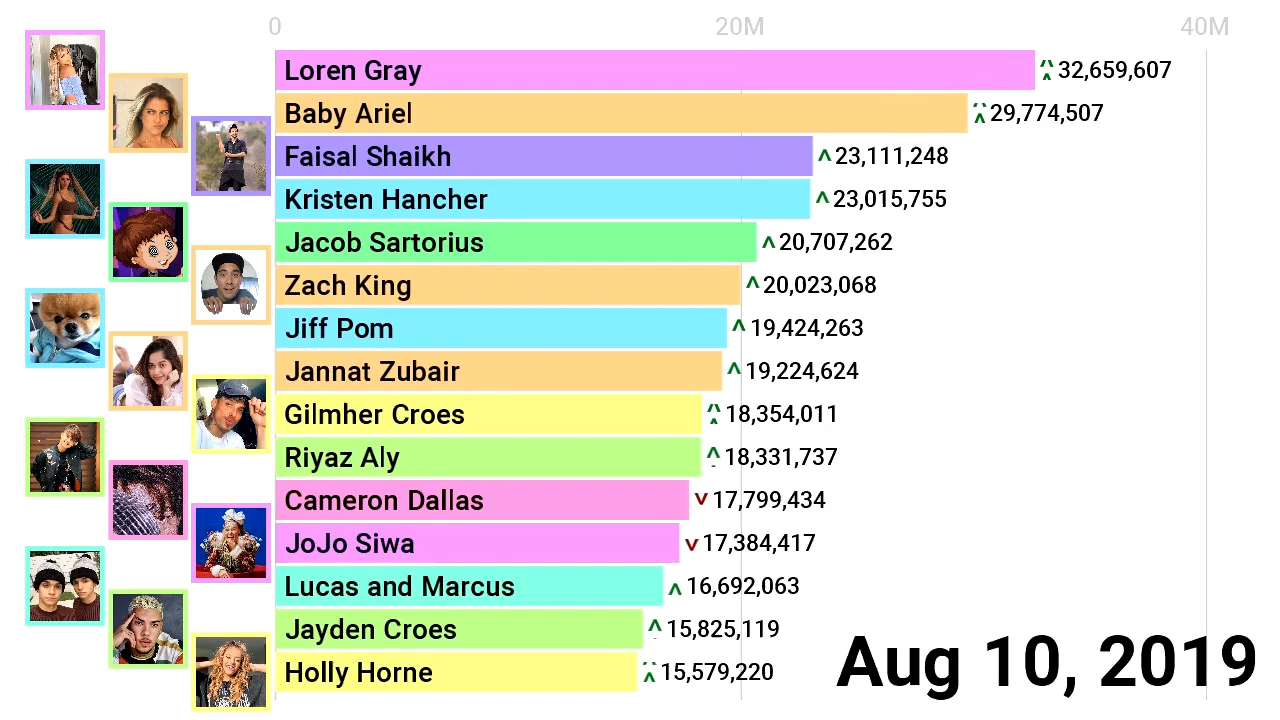 0 20M 40M
Loren Gray 32,659,607
Baby Ariel 29,774,507
Faisal Shaikh 23,111,248
Kristen Hancher 23,015,755
Jacob Sartorius 20,707,262
Zach King 20,023,068
Jiff Pom 19,424,263
Jannat Zubair 19,224,624
Gilmher Croes 18,354,011
Riyaz Aly 18,331,737
Cameron Dallas 17,799,434
JoJo Siwa 17,384,417
Lucas and Marcus 16,692,063
Jayden Croes 15,825,119
Holly Horne 15,579,220
Aug 10, 2019